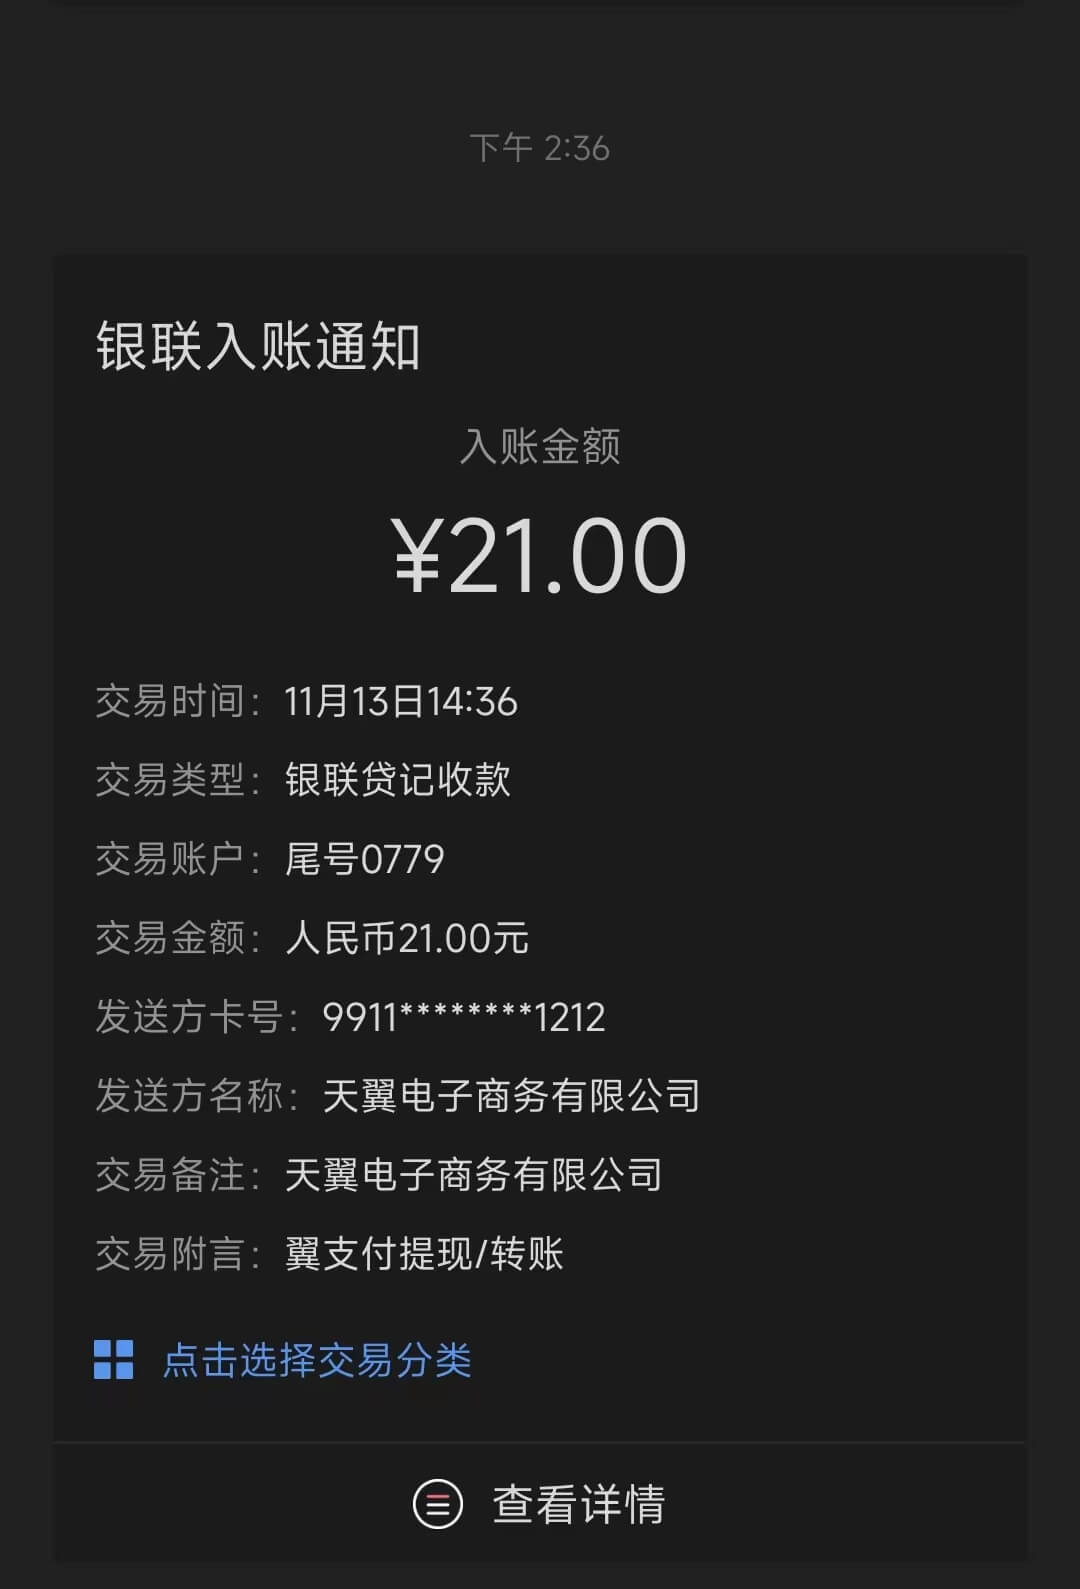 下午 2:36
银联入账通知
入账金额
¥21.00
交易时间：11月13日14:36
交易类型：银联贷记收款
交易账户：尾号0779
交易金额：人民币21.00元
发送方卡号：9911********1212
发送方名称：天翼电子商务有限公司
交易备注：天翼电子商务有限公司
交易附言：翼支付提现/转账
点击选择交易分类
查看详情